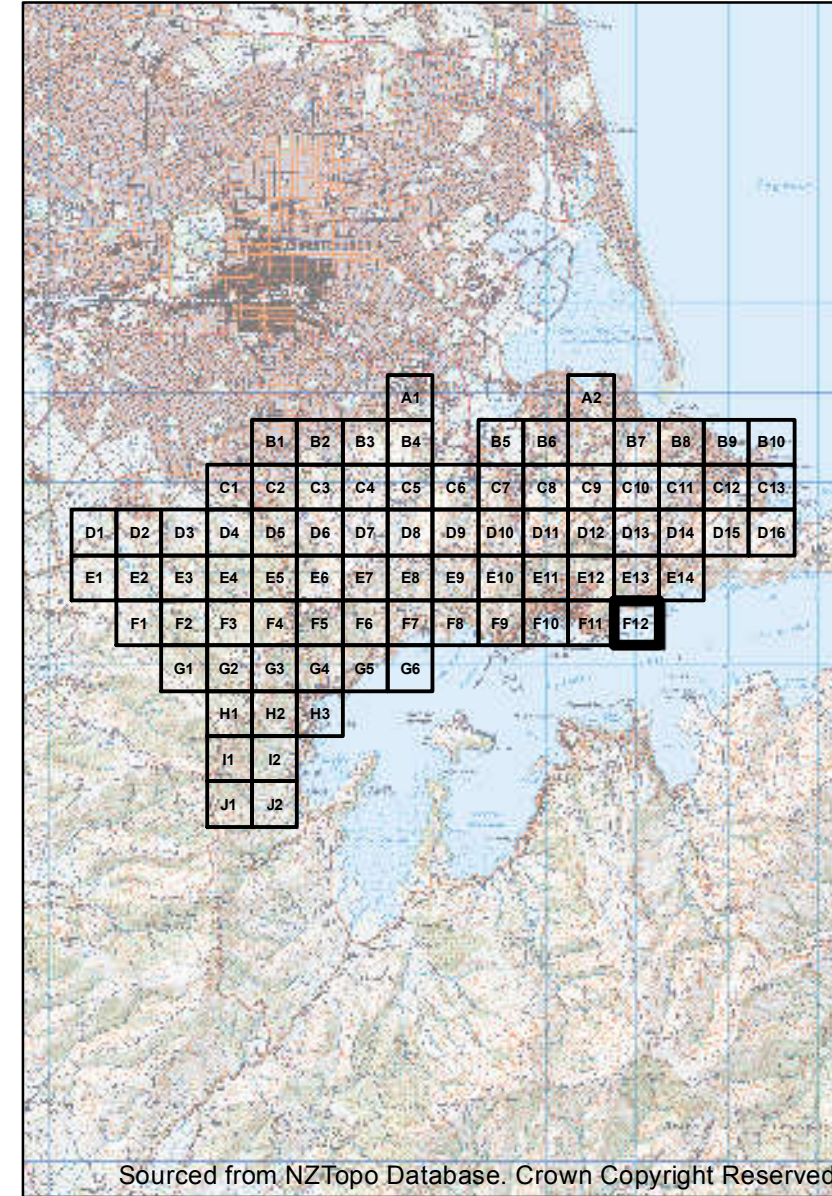 A1 A2
B1 B2 B3 B4 B5 B6 B7 B8 B9 B10
C1 C2 C3 C4 C5 C6 C7 C8 C9 C10 C11 C12 C13
D1 D2 D3 D4 D5 D6 D7 D8 D9 D10 D11 D12 D13 D14 D15 D16
E1 E2 E3 E4 E5 E6 E7 E8 E9 E10 E11 E12 E13 E14
F1 F2 F3 F4 F5 F6 F7 F8 F9 F10 F11 F12
G1 G2 G3 G4 G5 G6
H1 H2 H3
I1 I2
J1 J2
Sourced from NZTopo Database. Crown Copyright Reserved